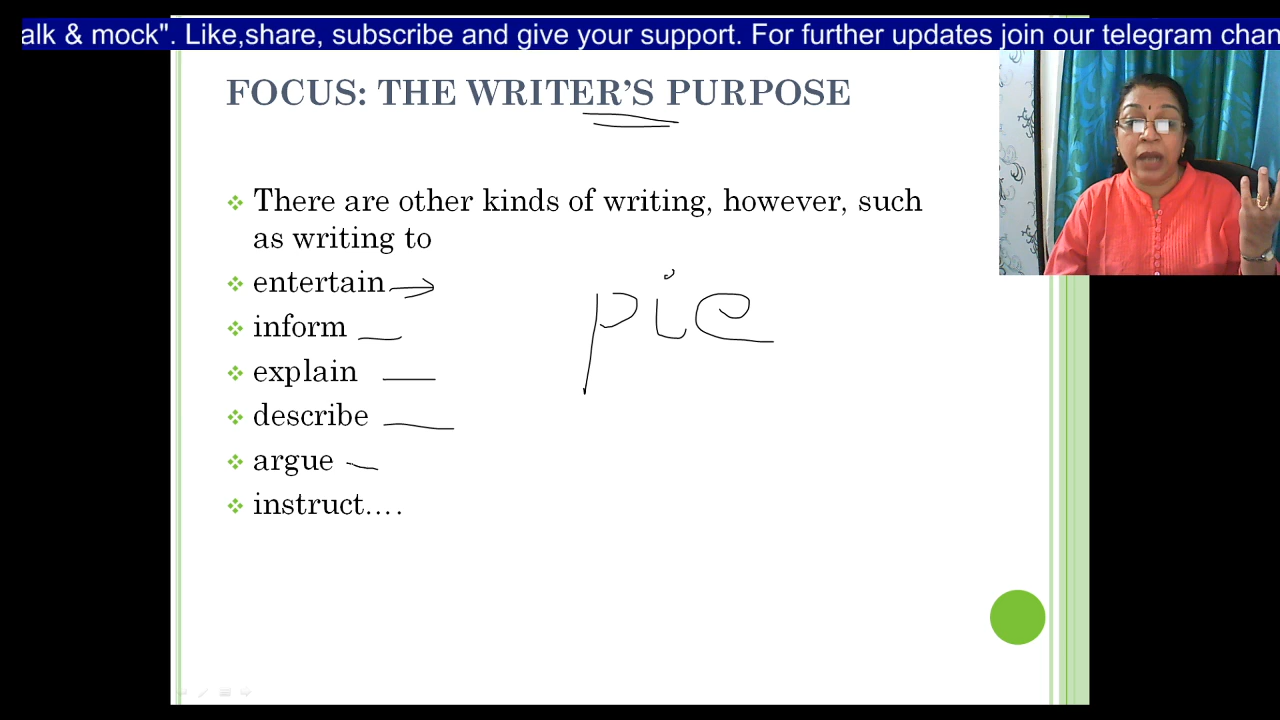 alk & mock". Like,share, subscribe and give your support. For further updates join our telegram chan
FOCUS: THE WRITER'S PURPOSE
There are other kinds of writing, however, such
as writing to
entertain
inform
explain
describe
argue
instruct....
pie